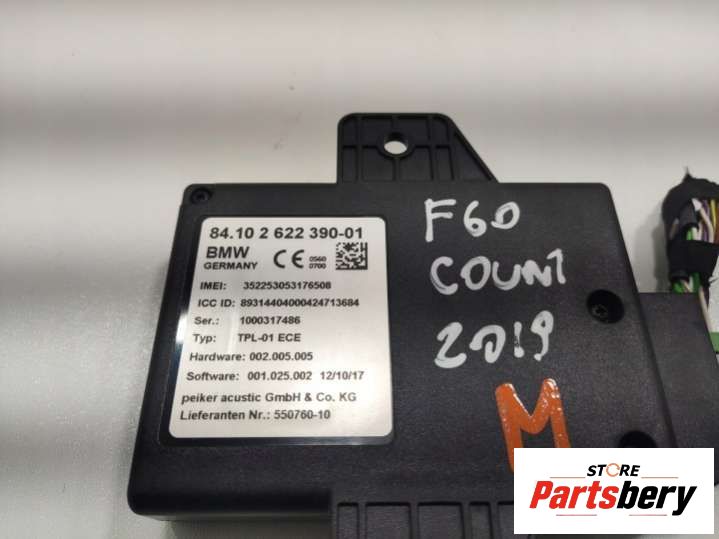 84.10 2 622 390-01
BMW
GERMANY
CE 0560
0700
IMEI: 352253053176508
ICC ID: 89314404000424713684
Ser.: 1000317486
Typ: TPL-01 ECE
Hardware: 002.005.005
Software: 001.025.002 12/10/17
peiker acustic GmbH & Co. KG
Lieferanten Nr.: 550760-10
F60
COUNT
2019
M
STORE
Partsbery